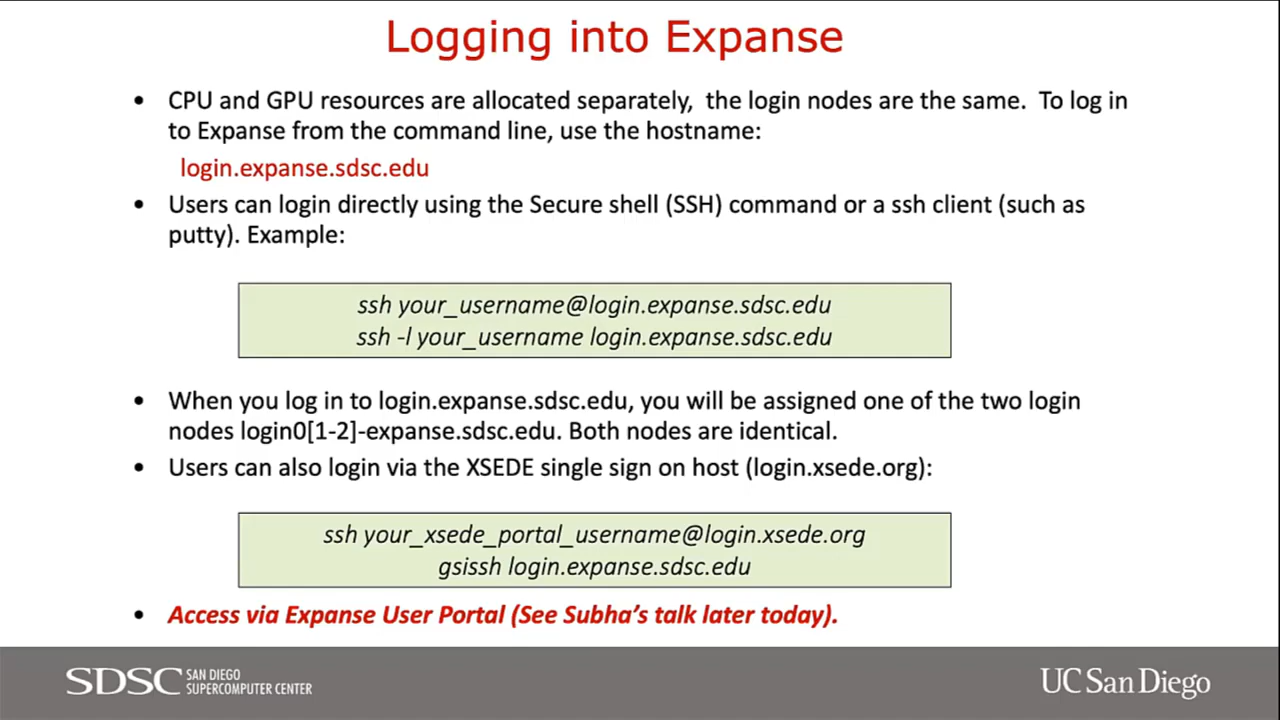 Logging into Expanse
• CPU and GPU resources are allocated separately, the login nodes are the same. To log in
to Expanse from the command line, use the hostname:
login.expanse.sdsc.edu
• Users can login directly using the Secure shell (SSH) command or a ssh client (such as
putty). Example:
ssh your_username@login.expanse.sdsc.edu
ssh -l your_username login.expanse.sdsc.edu
• When you log in to login.expanse.sdsc.edu, you will be assigned one of the two login
nodes login0[1-2]-expanse.sdsc.edu. Both nodes are identical.
• Users can also login via the XSEDE single sign on host (login.xsede.org):
ssh your_xsede_portal_username@login.xsede.org
gsissh login.expanse.sdsc.edu
• Access via Expanse User Portal (See Subha’s talk later today).
SDSC SAN DIEGO
SUPERCOMPUTER CENTER
UC San Diego